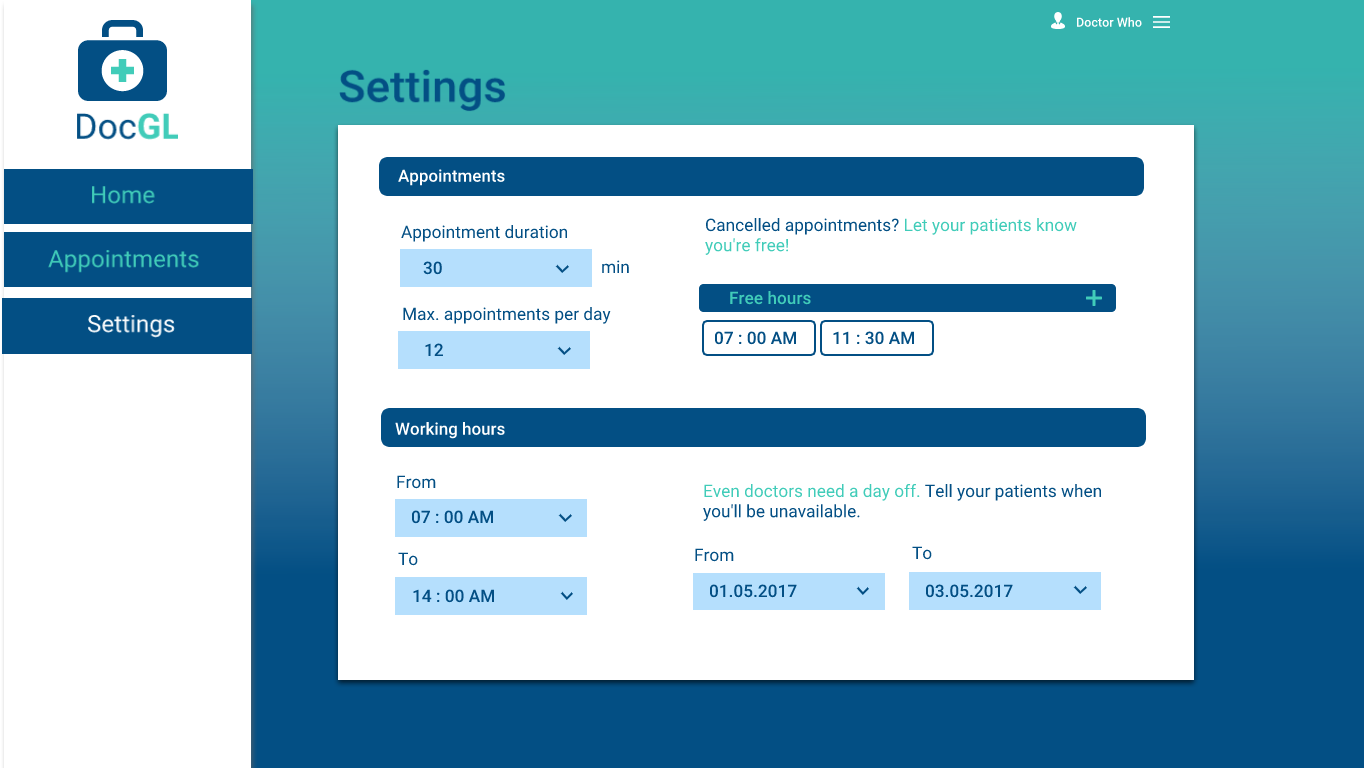 DocGL
Home
Appointments
Settings
Doctor Who
Settings
Appointments
Appointment duration
30
min
Max. appointments per day
12
Cancelled appointments? Let your patients know
you're free!
Free hours
07 : 00 AM
11 : 30 AM
Working hours
From
07 : 00 AM
To
14 : 00 AM
Even doctors need a day off. Tell your patients when
you'll be unavailable.
From
01.05.2017
To
03.05.2017